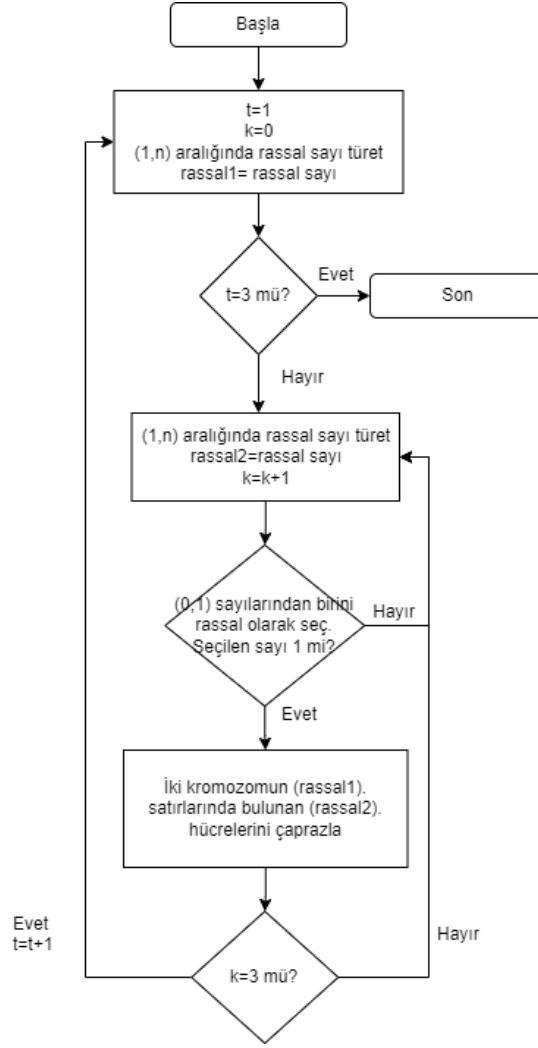 Başla
t=1
k=0
(1,n) aralığında rassal sayı türet
rassal1= rassal sayı
t=3 mü?
Evet
Son
Hayır
(1,n) aralığında rassal sayı türet
rassal2=rassal sayı
k=k+1
(0,1) sayılarından birini
rassal olarak seç.
Seçilen sayı 1 mi?
Hayır
Evet
İki kromozomun (rassal1).
satırlarında bulunan (rassal2).
hücrelerini çaprazla
k=3 mü?
Evet
t=t+1
Hayır